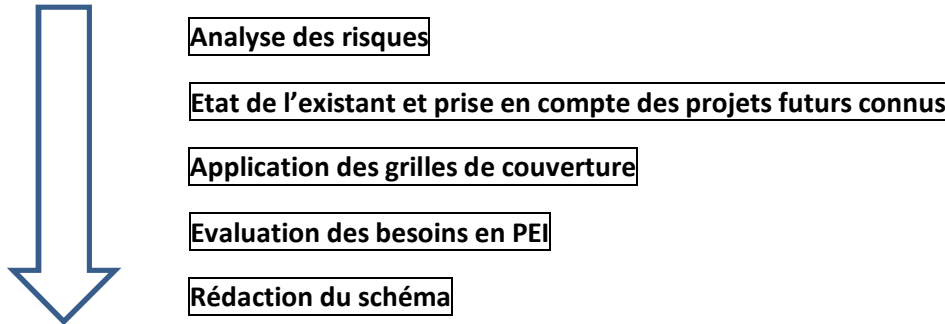 Analyse des risques
Etat de l’existant et prise en compte des projets futurs connus
Application des grilles de couverture
Evaluation des besoins en PEI
Rédaction du schéma